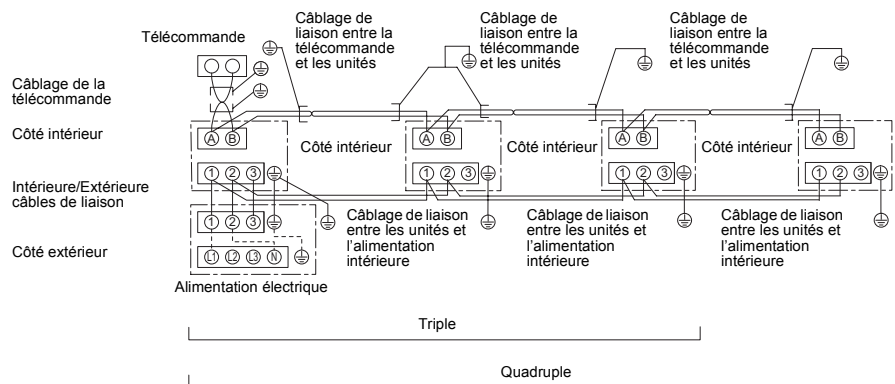 Télécommande
Câblage de
liaison entre la
télécommande
et les unités
Câblage de
liaison entre la
télécommande
et les unités
Câblage de
liaison entre la
télécommande
et les unités
Câblage de la
télécommande
Côté intérieur
A B
Côté intérieur
A B
Côté intérieur
A B
Côté intérieur
A B
1 2 3
1 2 3
1 2 3
1 2 3
Intérieure/Extérieure
câbles de liaison
1 2 3
Câblage de liaison
entre les unités et
l'alimentation
intérieure
Câblage de liaison
entre les unités et
l'alimentation
intérieure
Câblage de liaison
entre les unités et
l'alimentation
intérieure
Côté extérieur
L1 L2 L3 N
Alimentation électrique
Triple
Quadruple